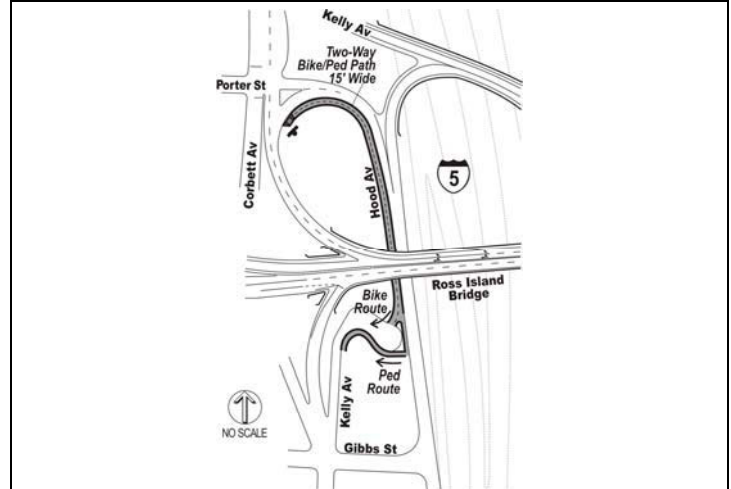 Kelly Av
Two-Way
Bike/Ped Path
15' Wide
Porter St
Corbett Av
Hood Av
5
Ross Island
Bridge
Bike
Route
Ped
Route
Kelly Av
NO SCALE
Gibbs St